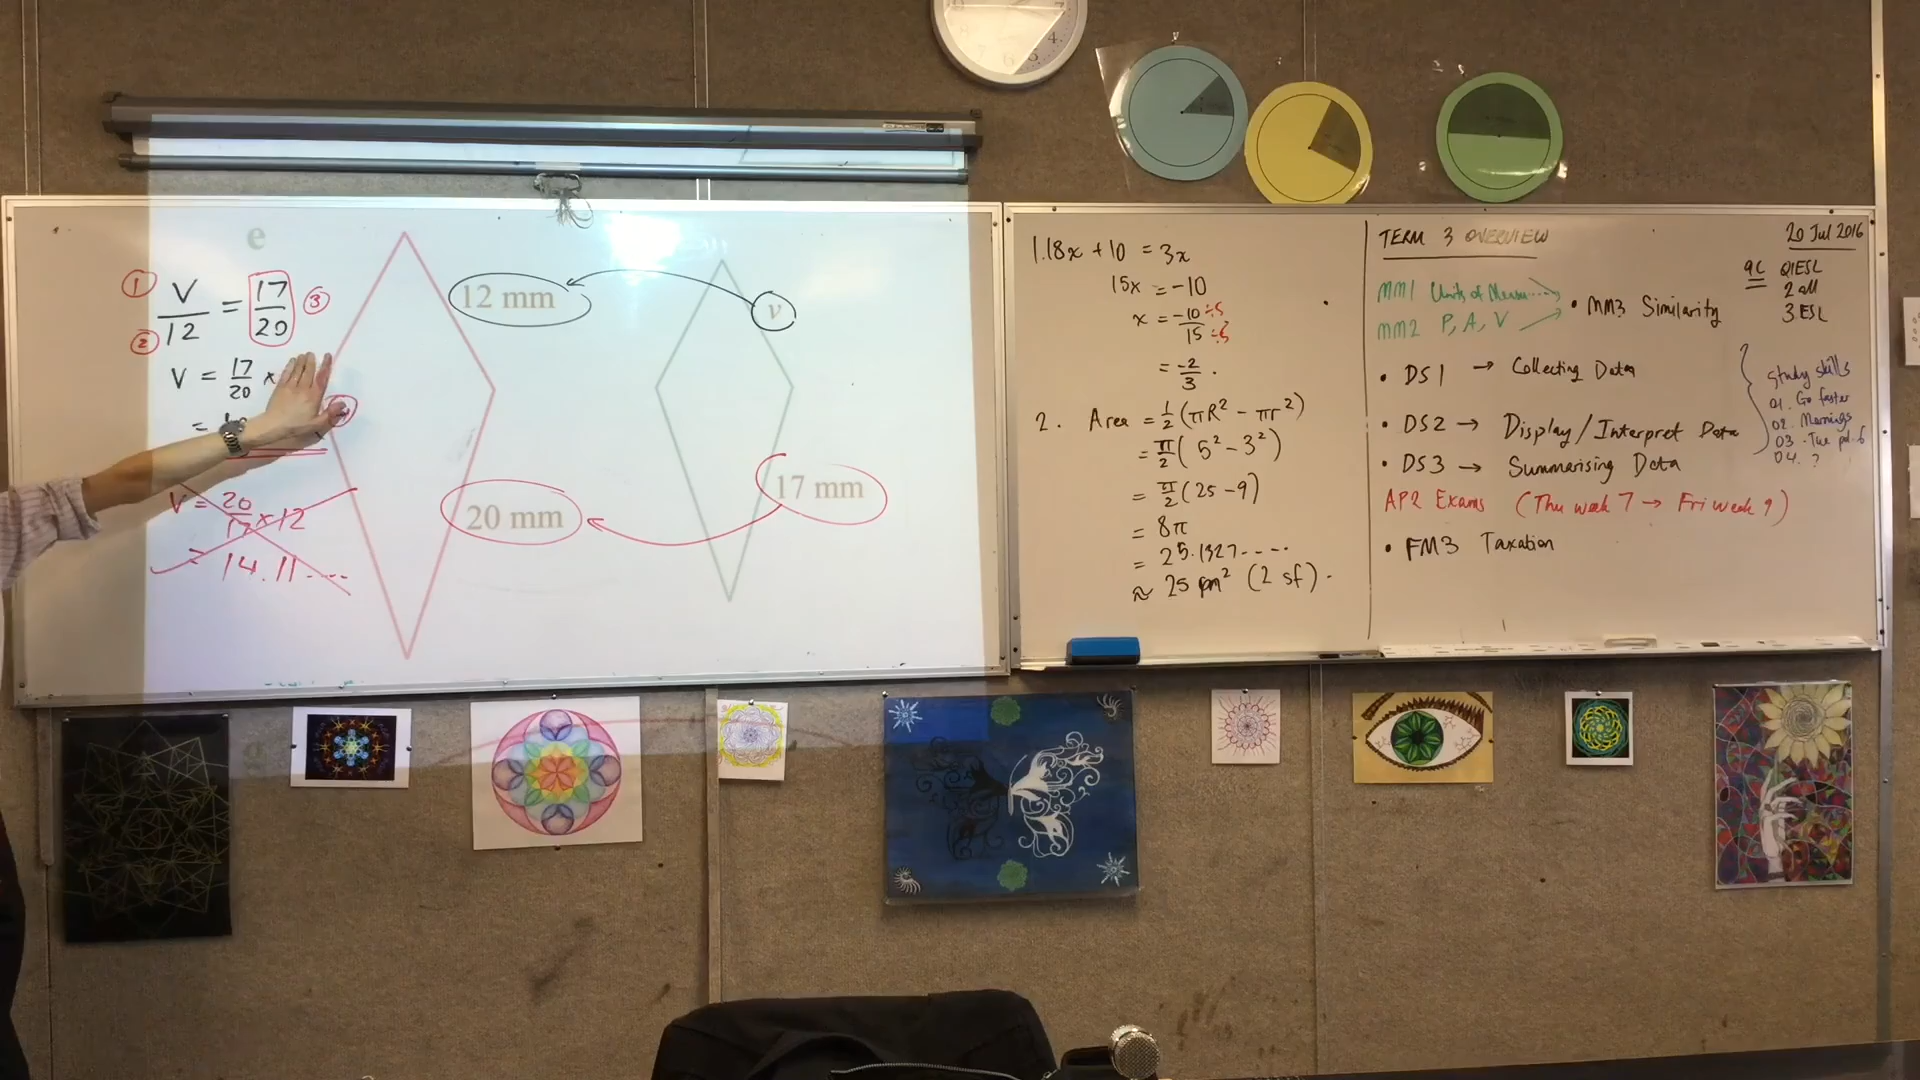 e
① V/12 = 17/20 ③
②
V = 17/20 ×
=
V = 20/17 × 12
= 14.11....
12 mm
v
20 mm
17 mm
1. 18x + 10 = 3x
15x = -10
x = -10/15 ÷5 ÷5
= -2/3 .
2. Area = ½(πR² - πr²)
= π/2 (5² - 3²)
= π/2 (25 - 9)
= 8π
= 25.1327....
≈ 25 (2 sf) .
TERM 3 OVERVIEW
20 Jul 2016
MM1 Units of Measu....
MM2 P, A, V
• MM3 Similarity
• DS1 → Collecting Data
• DS2 → Display/Interpret Data
• DS3 → Summarising Data
AP2 Exams (Thu week 7 → Fri week 9)
• FM3 Taxation
9C Q1ESL
2 all
3 ESL
Study skills
01. Go faster
02. Mornings
03.
04. ?